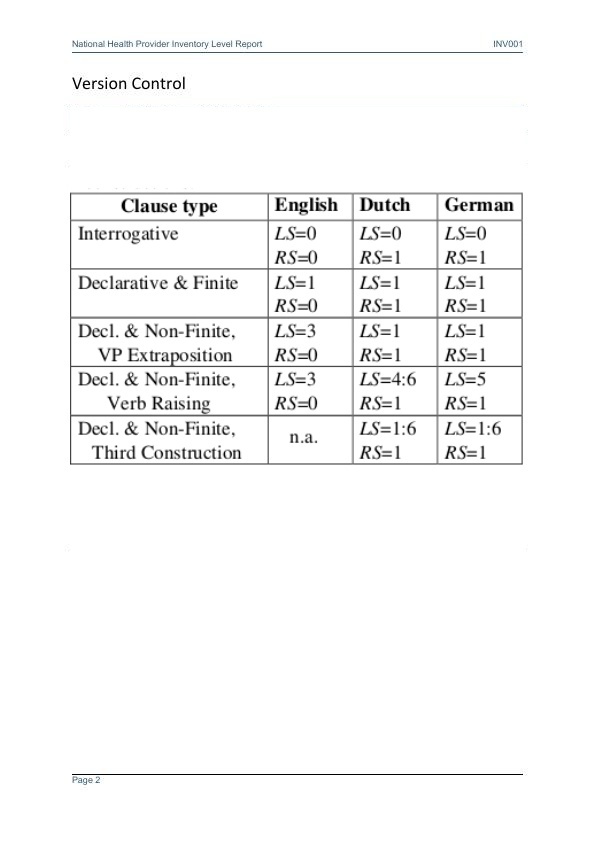 National Health Provider Inventory Level Report INV001
Version Control
Clause type English Dutch German
Interrogative LS=0 LS=0 LS=0
RS=0 RS=1 RS=1
Declarative & Finite LS=1 LS=1 LS=1
RS=0 RS=1 RS=1
Decl. & Non-Finite, LS=3 LS=1 LS=1
VP Extraposition RS=0 RS=1 RS=1
Decl. & Non-Finite, LS=3 LS=4:6 LS=5
Verb Raising RS=0 RS=1 RS=1
Decl. & Non-Finite, n.a. LS=1:6 LS=1:6
Third Construction RS=1 RS=1
Page 2